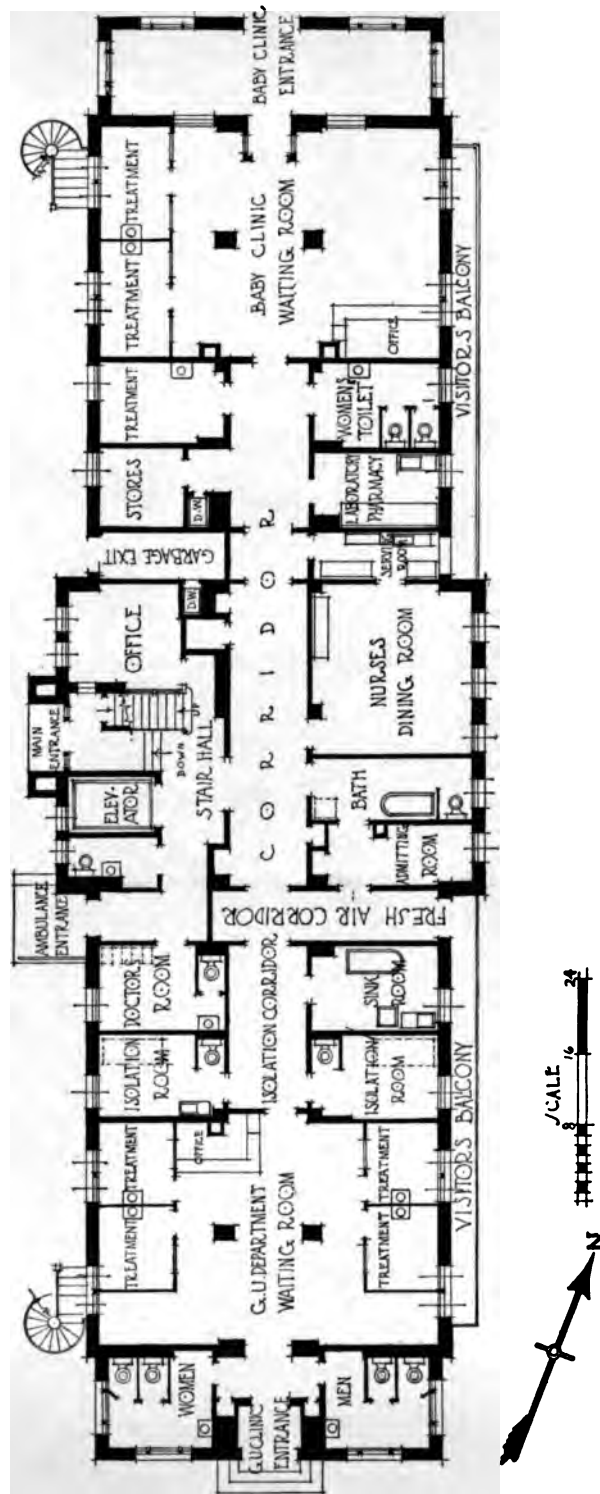 BABY CLINIC
ENTRANCE
TREATMENT
TREATMENT
BABY CLINIC
WAITING ROOM
OFFICE
VISITORS BALCONY
TREATMENT
WOMEN'S
TOILET
STORES
D.W
LABORATORY
PHARMACY
GARBAGE EXIT
SERVING
ROOM
D.W
OFFICE
CORRIDOR
NURSES
DINING ROOM
MAIN
ENTRANCE
UP
DOWN
STAIR HALL
ELEV-
ATOR
BATH
ADMITTING
ROOM
AMBULANCE
ENTRANCE
FRESH AIR CORRIDOR
DOCTORS
ROOM
ISOLATION CORRIDOR
SINK
ROOM
ISOLATION
ROOM
ISOLATION
ROOM
VISITORS BALCONY
TREATMENT
OFFICE
TREATMENT
TREATMENT
G.U. DEPARTMENT
WAITING ROOM
TREATMENT
WOMEN
G.U. CLINIC
ENTRANCE
MEN
SCALE
8 16 24
N